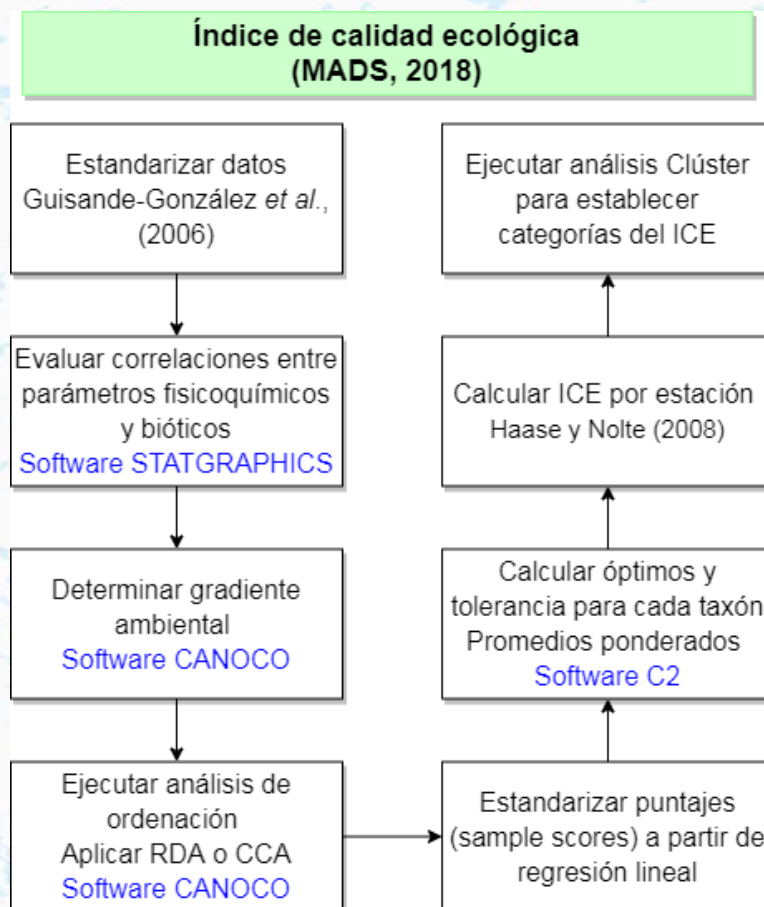 Índice de calidad ecológica
(MADS, 2018)
Estandarizar datos
Guisande-González et al.,
(2006)
Evaluar correlaciones entre
parámetros fisicoquímicos
y bióticos
Software STATGRAPHICS
Determinar gradiente
ambiental
Software CANOCO
Ejecutar análisis de
ordenación
Aplicar RDA o CCA
Software CANOCO
Estandarizar puntajes
(sample scores) a partir de
regresión lineal
Calcular óptimos y
tolerancia para cada taxón
Promedios ponderados
Software C2
Calcular ICE por estación
Haase y Nolte (2008)
Ejecutar análisis Clúster
para establecer
categorías del ICE